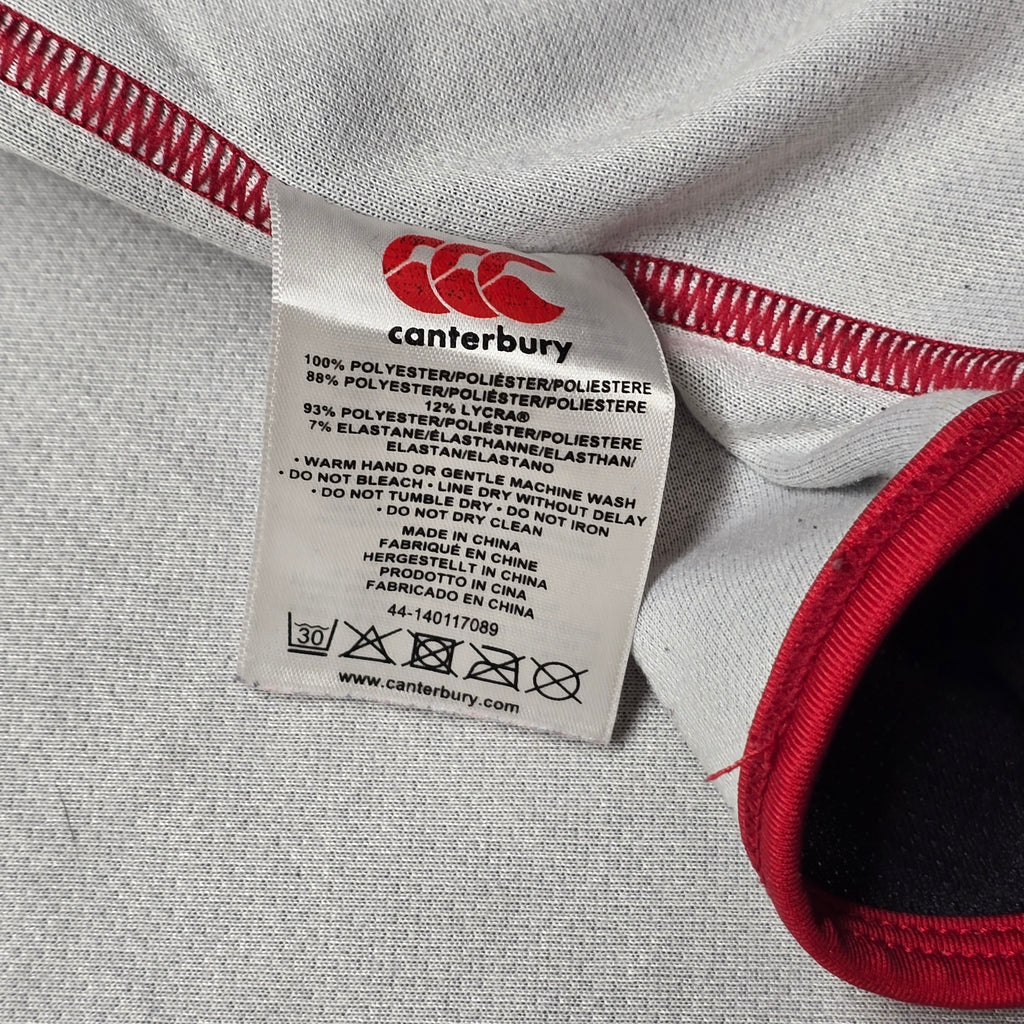 canterbury
100% POLYESTER/POLIÉSTER/POLIESTERE
88% POLYESTER/POLIÉSTER/POLIESTERE
12% LYCRA®
93% POLYESTER/POLIÉSTER/POLIESTERE
7% ELASTANE/ÉLASTHANNE/ELASTHAN/
ELASTAN/ELASTANO
• WARM HAND OR GENTLE MACHINE WASH
• DO NOT BLEACH • LINE DRY WITHOUT DELAY
• DO NOT TUMBLE DRY • DO NOT IRON
• DO NOT DRY CLEAN
MADE IN CHINA
FABRIQUÉ EN CHINE
HERGESTELLT IN CHINA
PRODOTTO IN CINA
FABRICADO EN CHINA
44-140117089
30
www.canterbury.com